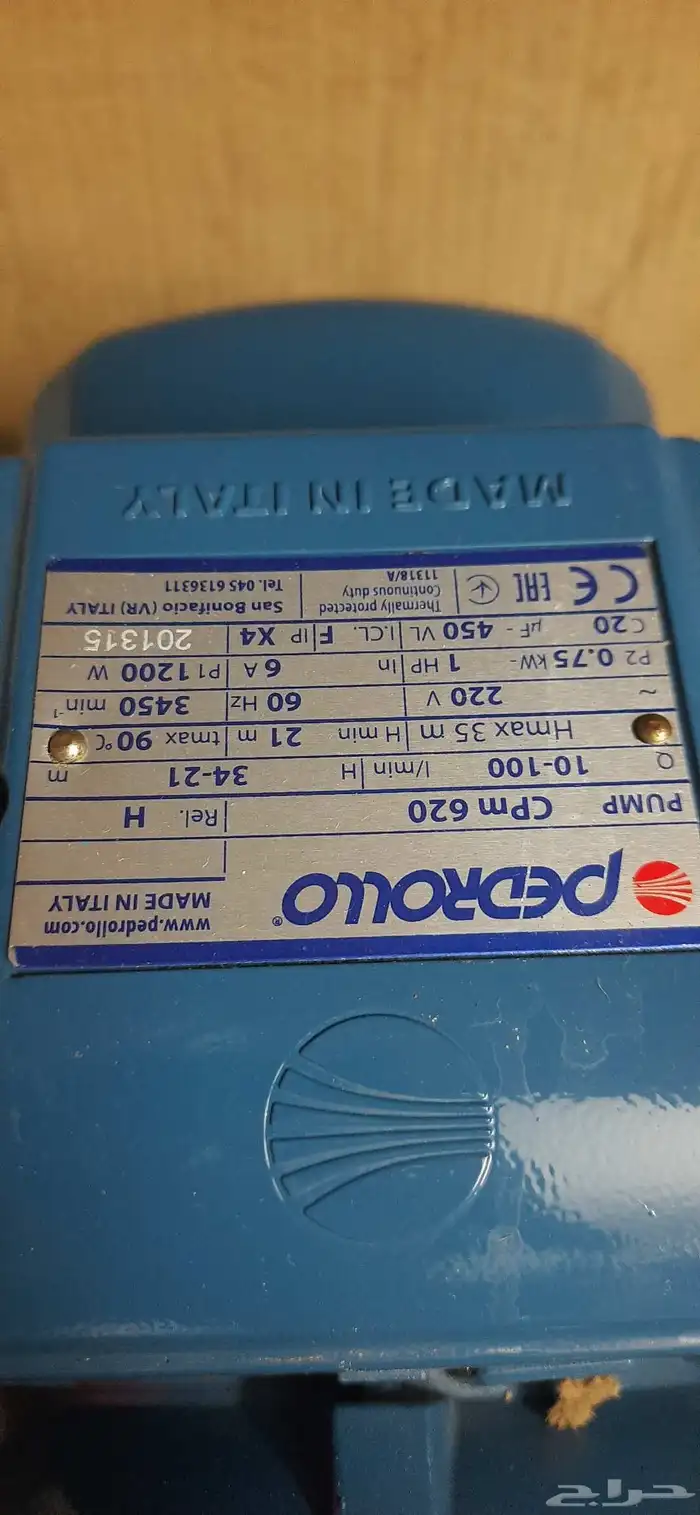 PEDROLLO®
www.pedrollo.com
MADE IN ITALY
PUMP CPm 620 Rel. H
Q 10-100 l/min H 34-21 m
Hmax 35 m H min 21 m tmax 90 °C
~ 220 V 60 Hz 3450 min-1
P2 0.75 kW - 1 HP In 6 A P1 1200 W
C 20 µF - 450 VL I.CL. F IP X4 201315
CE EAC Thermally protected
Continuous duty
11318/A
San Bonifacio (VR) ITALY
Tel. 045 6136311
MADE IN ITALY
حراج